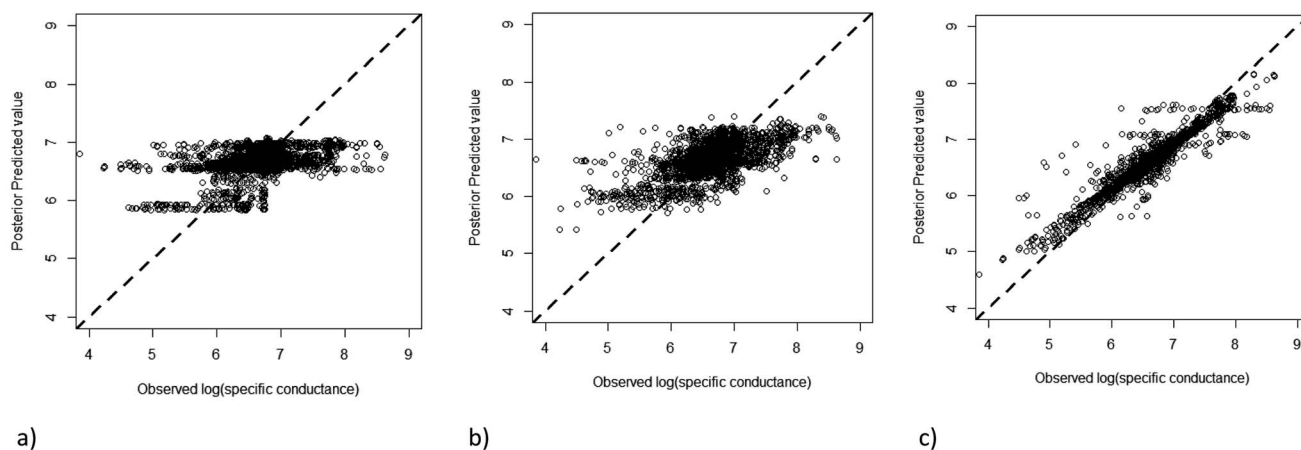 9
8
7
6
5
4
Posterior Predicted value
4 5 6 7 8 9
Observed log(specific conductance)
a)
9
8
7
6
5
4
Posterior Predicted value
4 5 6 7 8 9
Observed log(specific conductance)
b)
9
8
7
6
5
4
Posterior Predicted value
4 5 6 7 8 9
Observed log(specific conductance)
c)